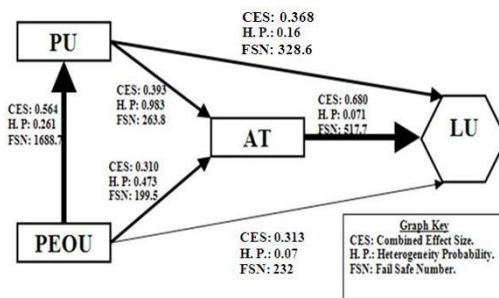 CES: 0.368
H. P.: 0.16
FSN: 328.6
PU
CES: 0.564
H. P: 0.261
FSN: 1688.7
CES: 0.393
H. P: 0.983
FSN: 263.8
CES: 0.680
H. P: 0.071
FSN: 517.7
AT
LU
CES: 0.310
H. P: 0.473
FSN: 199.5
PEOU
CES: 0.313
H. P: 0.07
FSN: 232
Graph Key
CES: Combined Effect Size.
H. P.: Heterogeneity Probability.
FSN: Fail Safe Number.